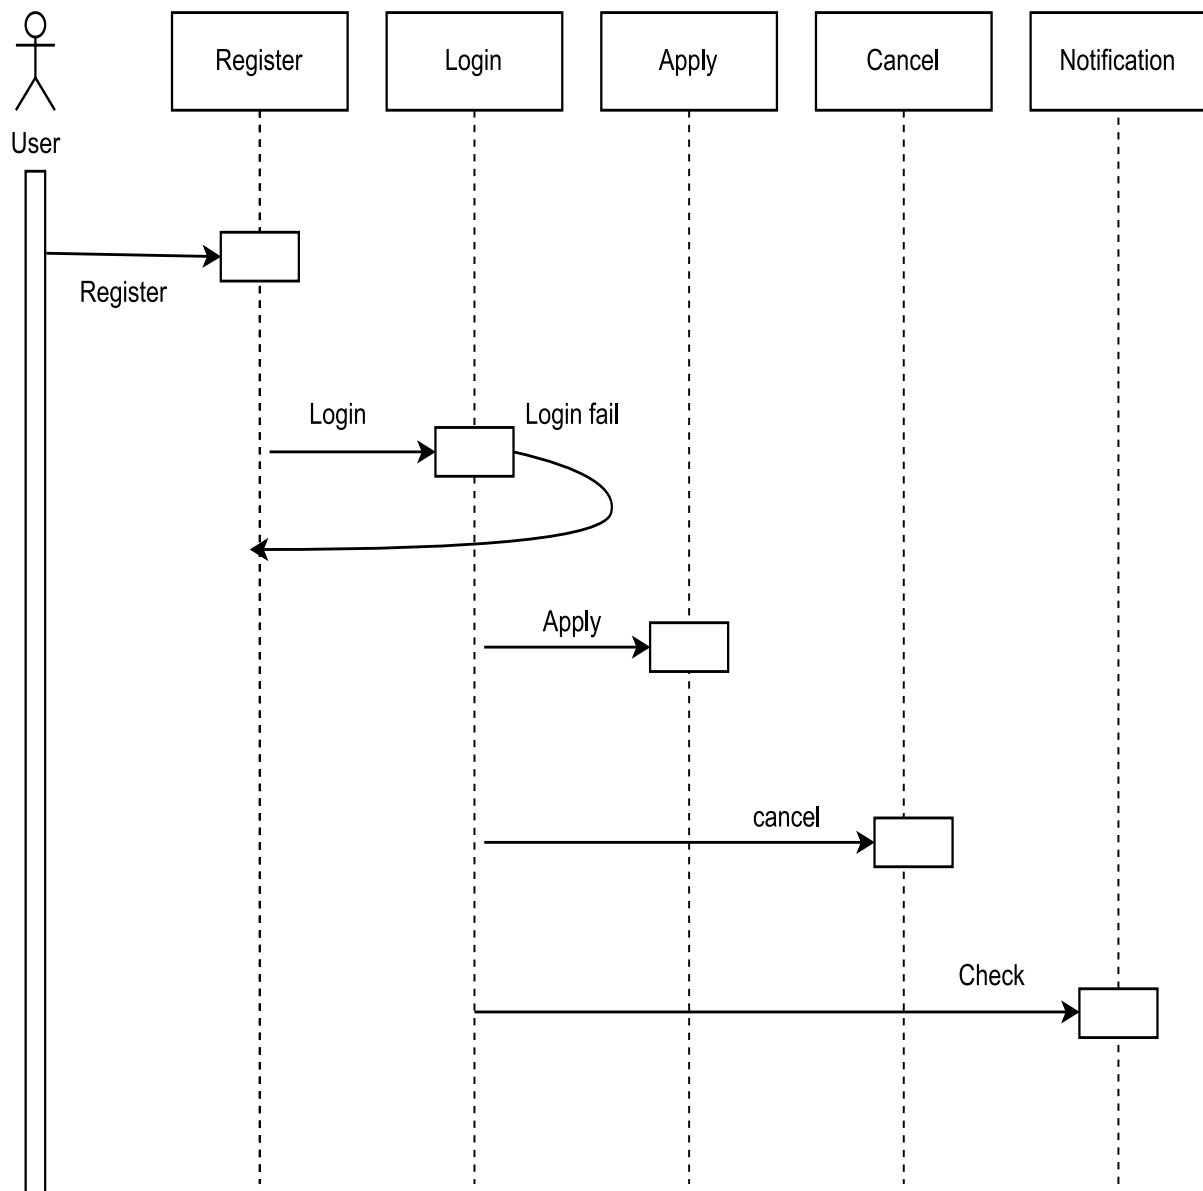 Register
Login
Apply
Cancel
Notification
User
Register
Login
Login fail
Apply
cancel
Check